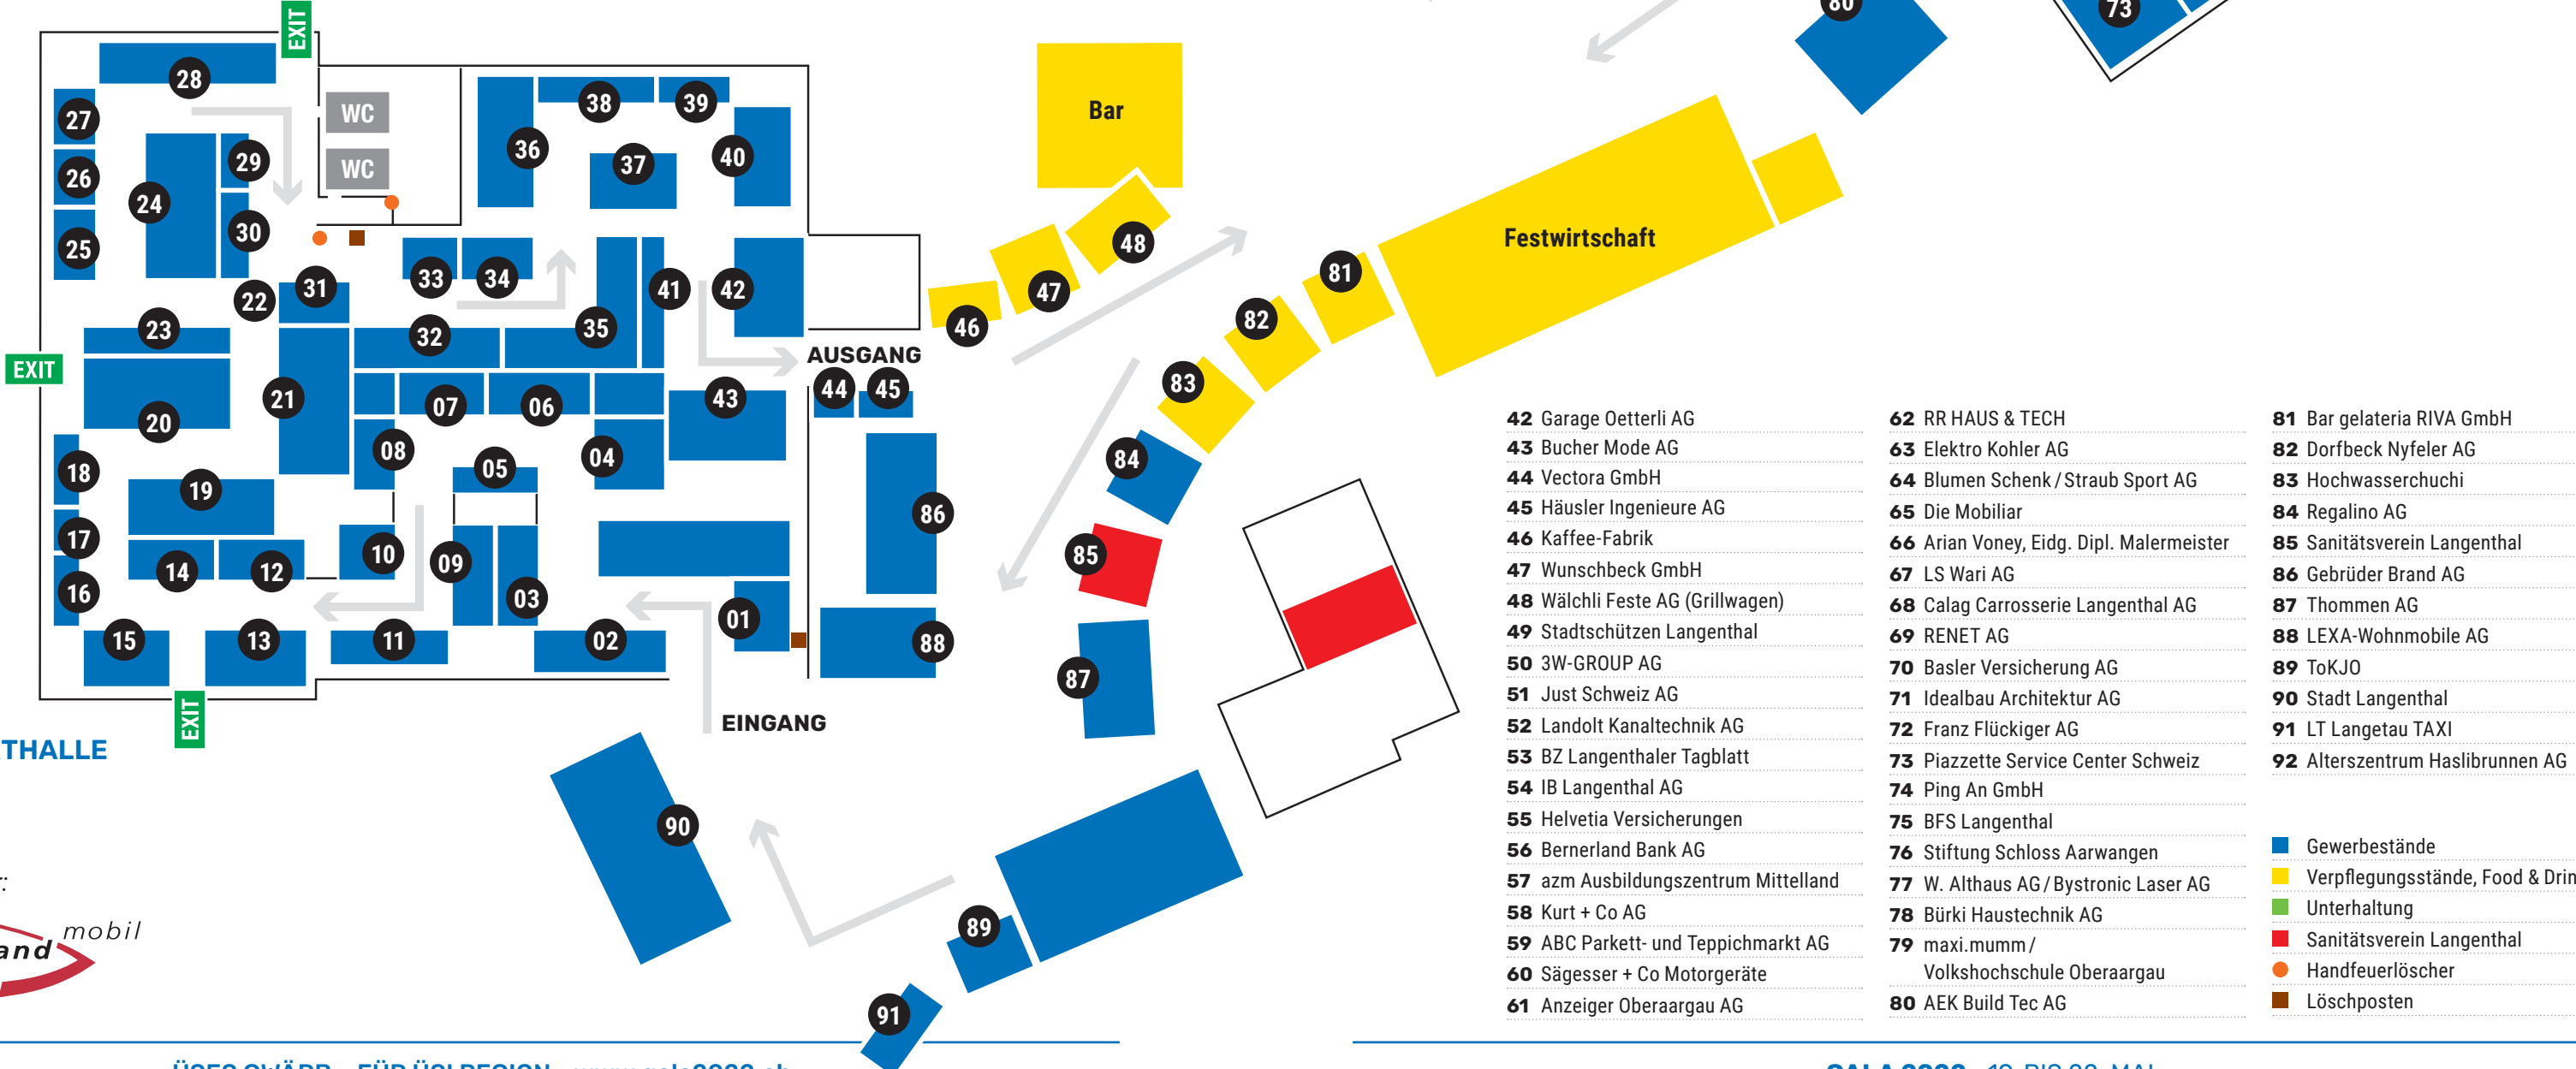 EXIT
80
73
28
27
26
25
24
29
30
WC
WC
36
38
39
37
40
22
31
33
34
41
42
23
32
35
EXIT
20
21
07
06
43
AUSGANG
44
45
18
08
05
04
19
17
14
12
10
09
03
16
15
13
11
02
01
86
88
EXIT
EINGANG
THALLE
Bar
48
47
46
Festwirtschaft
81
82
83
84
85
87
90
89
91
mobil
and
42 Garage Oetterli AG
43 Bucher Mode AG
44 Vectora GmbH
45 Häusler Ingenieure AG
46 Kaffee-Fabrik
47 Wunschbeck GmbH
48 Wälchli Feste AG (Grillwagen)
49 Stadtschützen Langenthal
50 3W-GROUP AG
51 Just Schweiz AG
52 Landolt Kanaltechnik AG
53 BZ Langenthaler Tagblatt
54 IB Langenthal AG
55 Helvetia Versicherungen
56 Bernerland Bank AG
57 azm Ausbildungszentrum Mittelland
58 Kurt + Co AG
59 ABC Parkett- und Teppichmarkt AG
60 Sägesser + Co Motorgeräte
61 Anzeiger Oberaargau AG
62 RR HAUS & TECH
63 Elektro Kohler AG
64 Blumen Schenk / Straub Sport AG
65 Die Mobiliar
66 Arian Voney, Eidg. Dipl. Malermeister
67 LS Wari AG
68 Calag Carrosserie Langenthal AG
69 RENET AG
70 Basler Versicherung AG
71 Idealbau Architektur AG
72 Franz Flückiger AG
73 Piazzette Service Center Schweiz
74 Ping An GmbH
75 BFS Langenthal
76 Stiftung Schloss Aarwangen
77 W. Althaus AG / Bystronic Laser AG
78 Bürki Haustechnik AG
79 maxi.mumm /
Volkshochschule Oberaargau
80 AEK Build Tec AG
81 Bar gelateria RIVA GmbH
82 Dorfbeck Nyfeler AG
83 Hochwasserchuchi
84 Regalino AG
85 Sanitätsverein Langenthal
86 Gebrüder Brand AG
87 Thommen AG
88 LEXA-Wohnmobile AG
89 ToKJO
90 Stadt Langenthal
91 LT Langetau TAXI
92 Alterszentrum Haslibrunnen AG
Gewerbestände
Verpflegungsstände, Food & Drin
Unterhaltung
Sanitätsverein Langenthal
Handfeuerlöscher
Löschposten